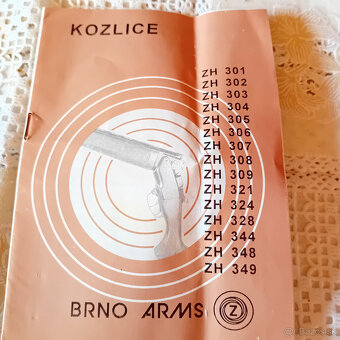 KOZLICE
ZH 301
ZH 302
ZH 303
ZH 304
ZH 305
ZH 306
ZH 307
ZH 308
ZH 309
ZH 321
ZH 324
ZH 328
ZH 344
ZH 348
ZH 349
BRNO ARMS Z